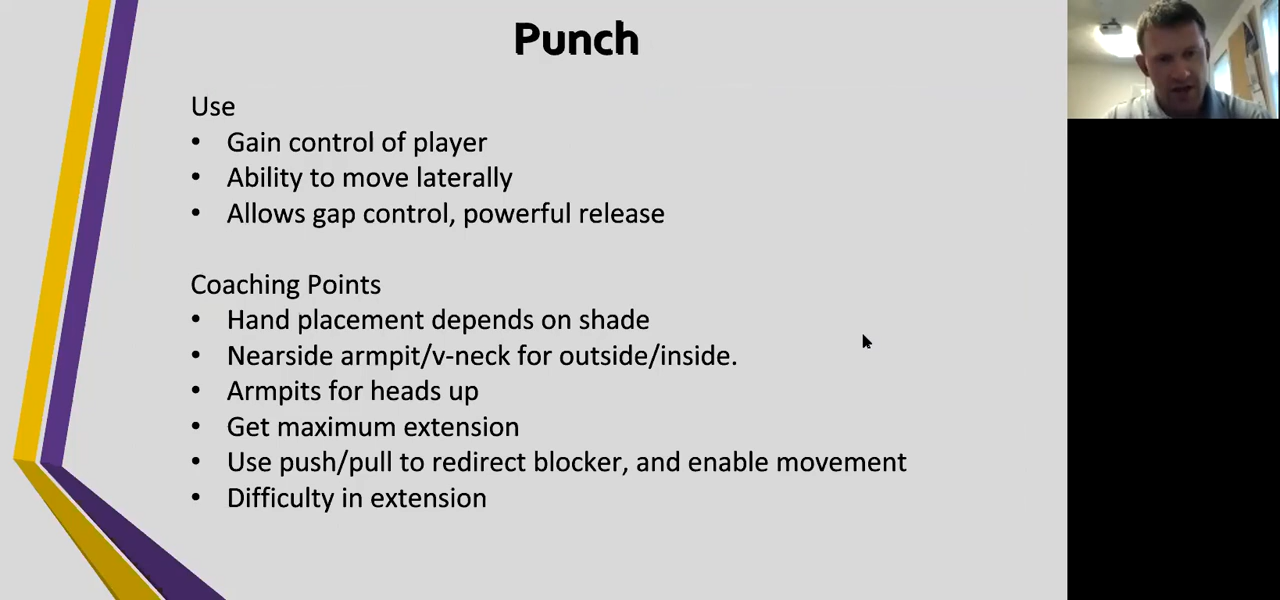 Punch
Use
• Gain control of player
• Ability to move laterally
• Allows gap control, powerful release
Coaching Points
• Hand placement depends on shade
• Nearside armpit/v-neck for outside/inside.
• Armpits for heads up
• Get maximum extension
• Use push/pull to redirect blocker, and enable movement
• Difficulty in extension